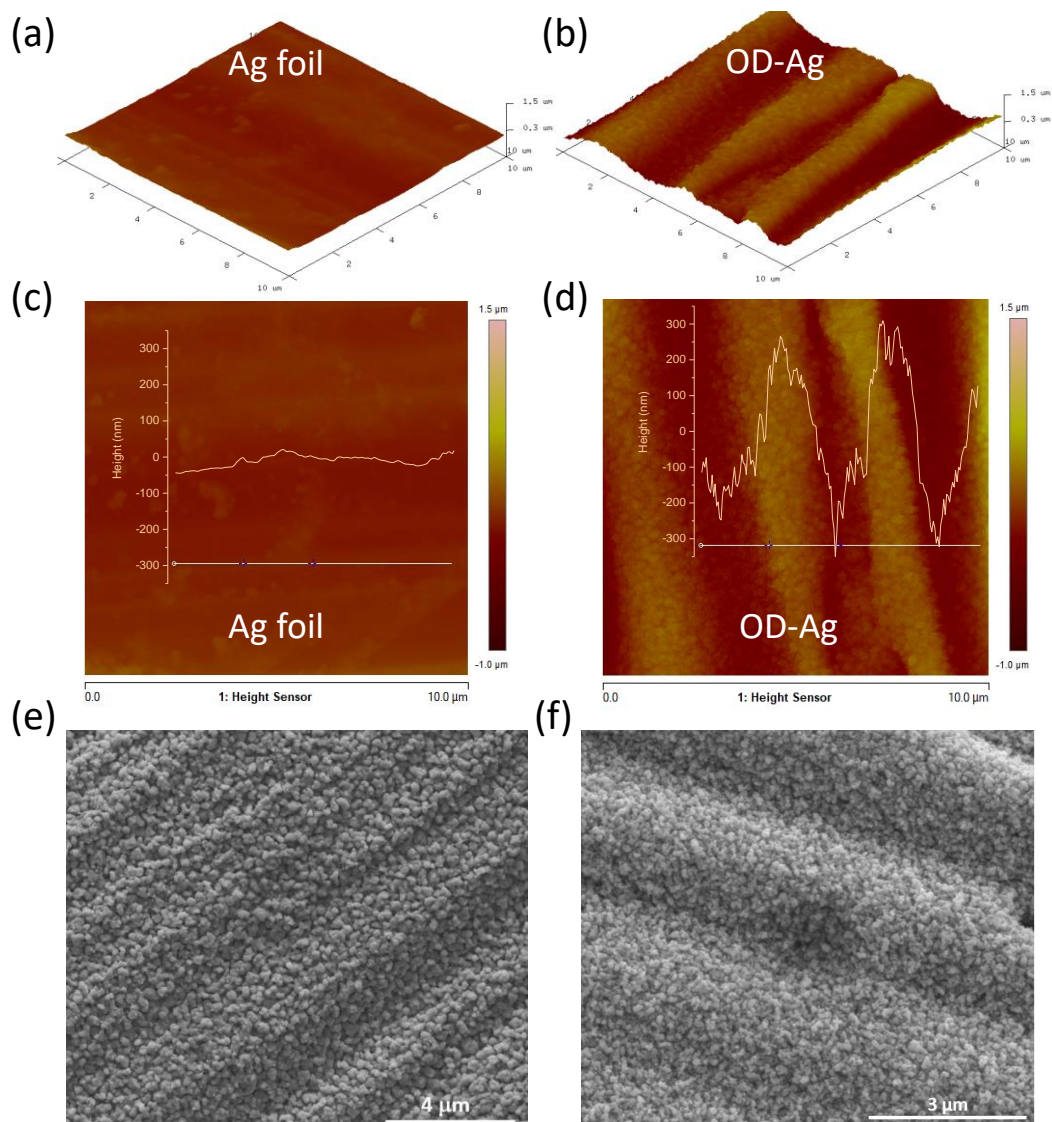 (a)
Ag foil
1.5 um
0.3 um
10 um
8
6
4
2
2
4
6
8
10 um
(b)
OD-Ag
1.5 um
0.3 um
10 um
8
6
4
2
2
4
6
8
10 um
(c)
300
200
100
0
-100
-200
-300
Height (nm)
Ag foil
1.5 µm
-1.0 µm
0.0
1: Height Sensor
10.0 µm
(d)
300
200
100
0
-100
-200
-300
Height (nm)
OD-Ag
1.5 µm
-1.0 µm
0.0
1: Height Sensor
10.0 µm
(e)
4 µm
(f)
3 µm